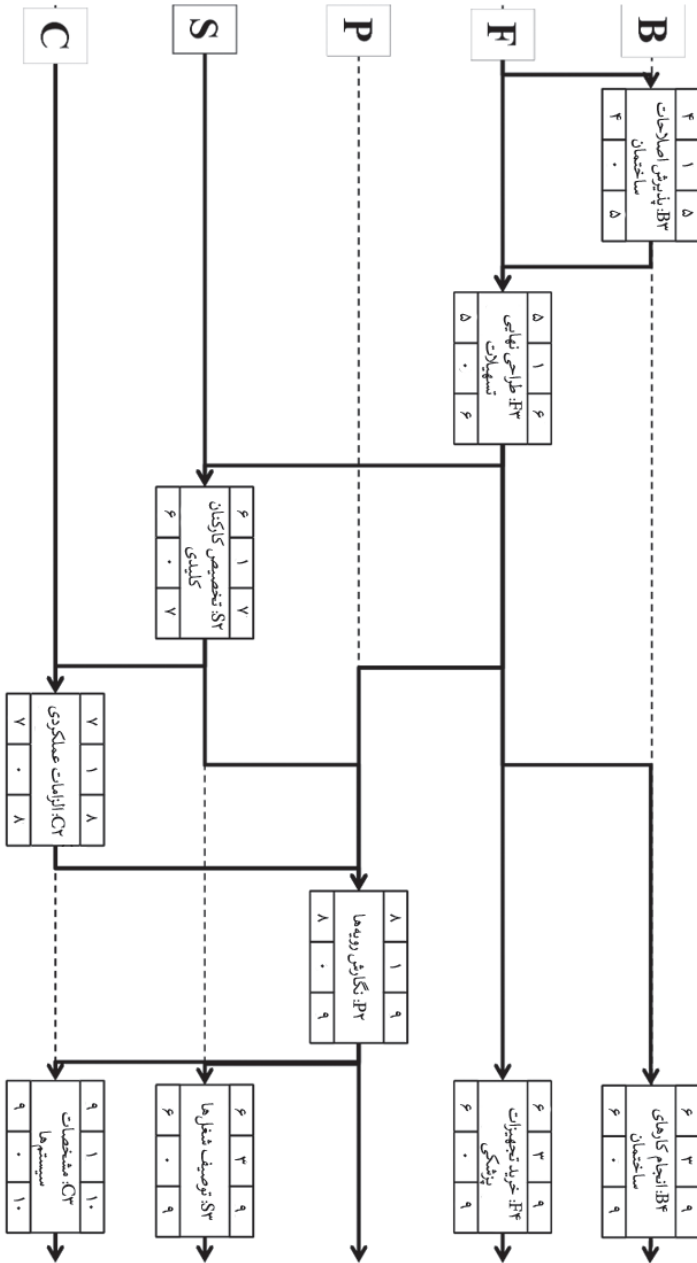 B
۴ ۱ ۵
B۳: پذیرش اصلاحات
ساختمان
۴ ۰ ۵
۶ ۳ ۹
B۴: انجام کارهای
ساختمان
۶ ۰ ۹
F
۵ ۱ ۶
F۳: طراحی نهایی
تسهیلات
۵ ۰ ۶
۶ ۳ ۹
F۴: خرید تجهیزات
پزشکی
۶ ۰ ۹
P
۸ ۱ ۹
P۲: نگارش رویه‌ها
۸ ۰ ۹
S
۶ ۱ ۷
S۲: تخصیص کارکنان
کلیدی
۶ ۰ ۷
۶ ۳ ۹
S۳: توصیف شغل‌ها
۶ ۰ ۹
C
۷ ۱ ۸
C۲: الزامات عملکردی
۷ ۰ ۸
۹ ۱ ۱۰
C۳: مشخصات
سیستم‌ها
۹ ۰ ۱۰